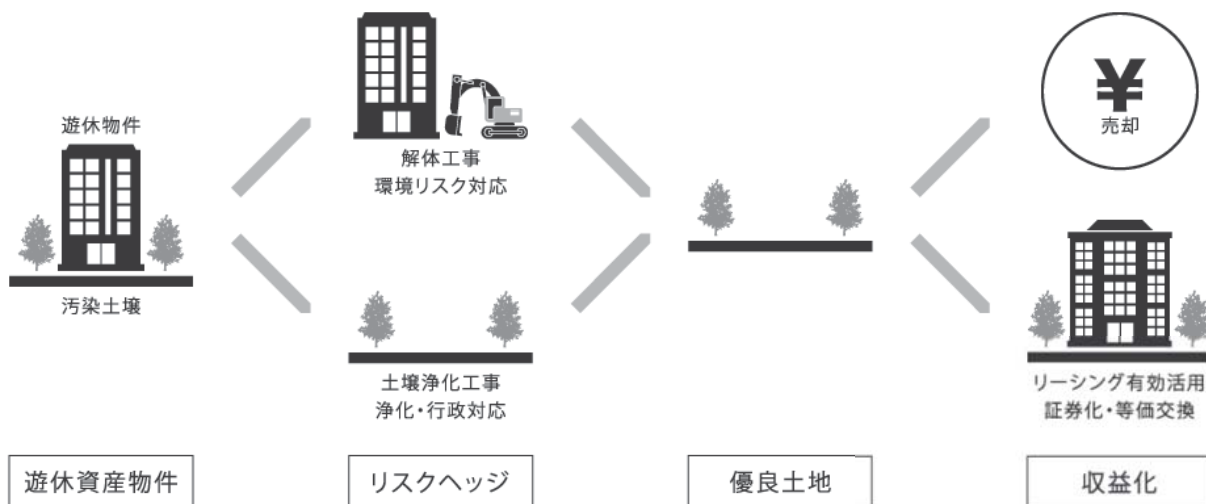 遊休物件
汚染土壌
遊休資産物件
解体工事
環境リスク対応
土壌浄化工事
浄化・行政対応
リスクヘッジ
優良土地
¥
売却
リーシング有効活用
証券化・等価交換
収益化